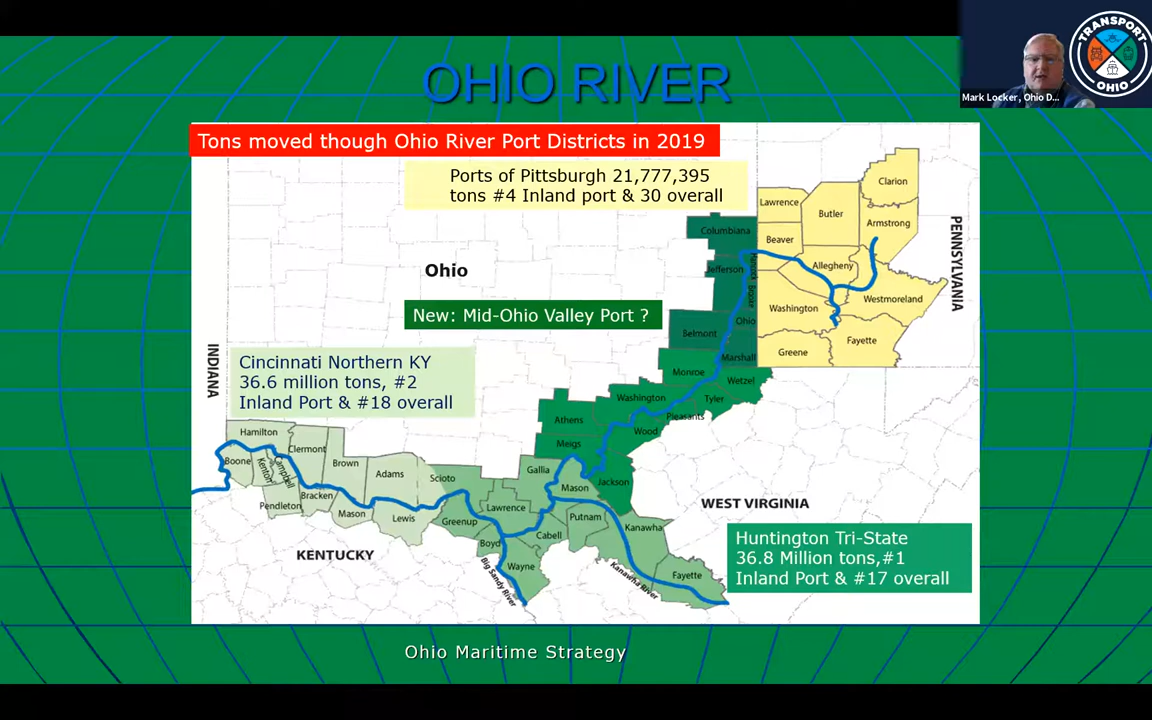 OHIO RIVER
TRANSPORT
OHIO
Mark Locker, Ohio D...
Tons moved though Ohio River Port Districts in 2019
Ports of Pittsburgh 21,777,395
tons #4 Inland port & 30 overall
Clarion
Lawrence
Butler
Armstrong
Columbiana
Beaver
PENNSYLVANIA
Ohio
Jefferson
Hancock
Brooke
Allegheny
Westmoreland
Washington
New: Mid-Ohio Valley Port ?
Ohio
Belmont
Fayette
Greene
Marshall
INDIANA
Cincinnati Northern KY
36.6 million tons, #2
Inland Port & #18 overall
Monroe
Wetzel
Washington
Tyler
Pleasants
Athens
Wood
Hamilton
Clermont
Meigs
Boone
Kenton
Campbell
Brown
Adams
Scioto
Gallia
Mason
Jackson
Bracken
Pendleton
Mason
Lewis
Greenup
Lawrence
Putnam
Kanawha
WEST VIRGINIA
Boyd
Cabell
KENTUCKY
Wayne
Big Sandy River
Kanawha River
Fayette
Huntington Tri-State
36.8 Million tons,#1
Inland Port & #17 overall
Ohio Maritime Strategy